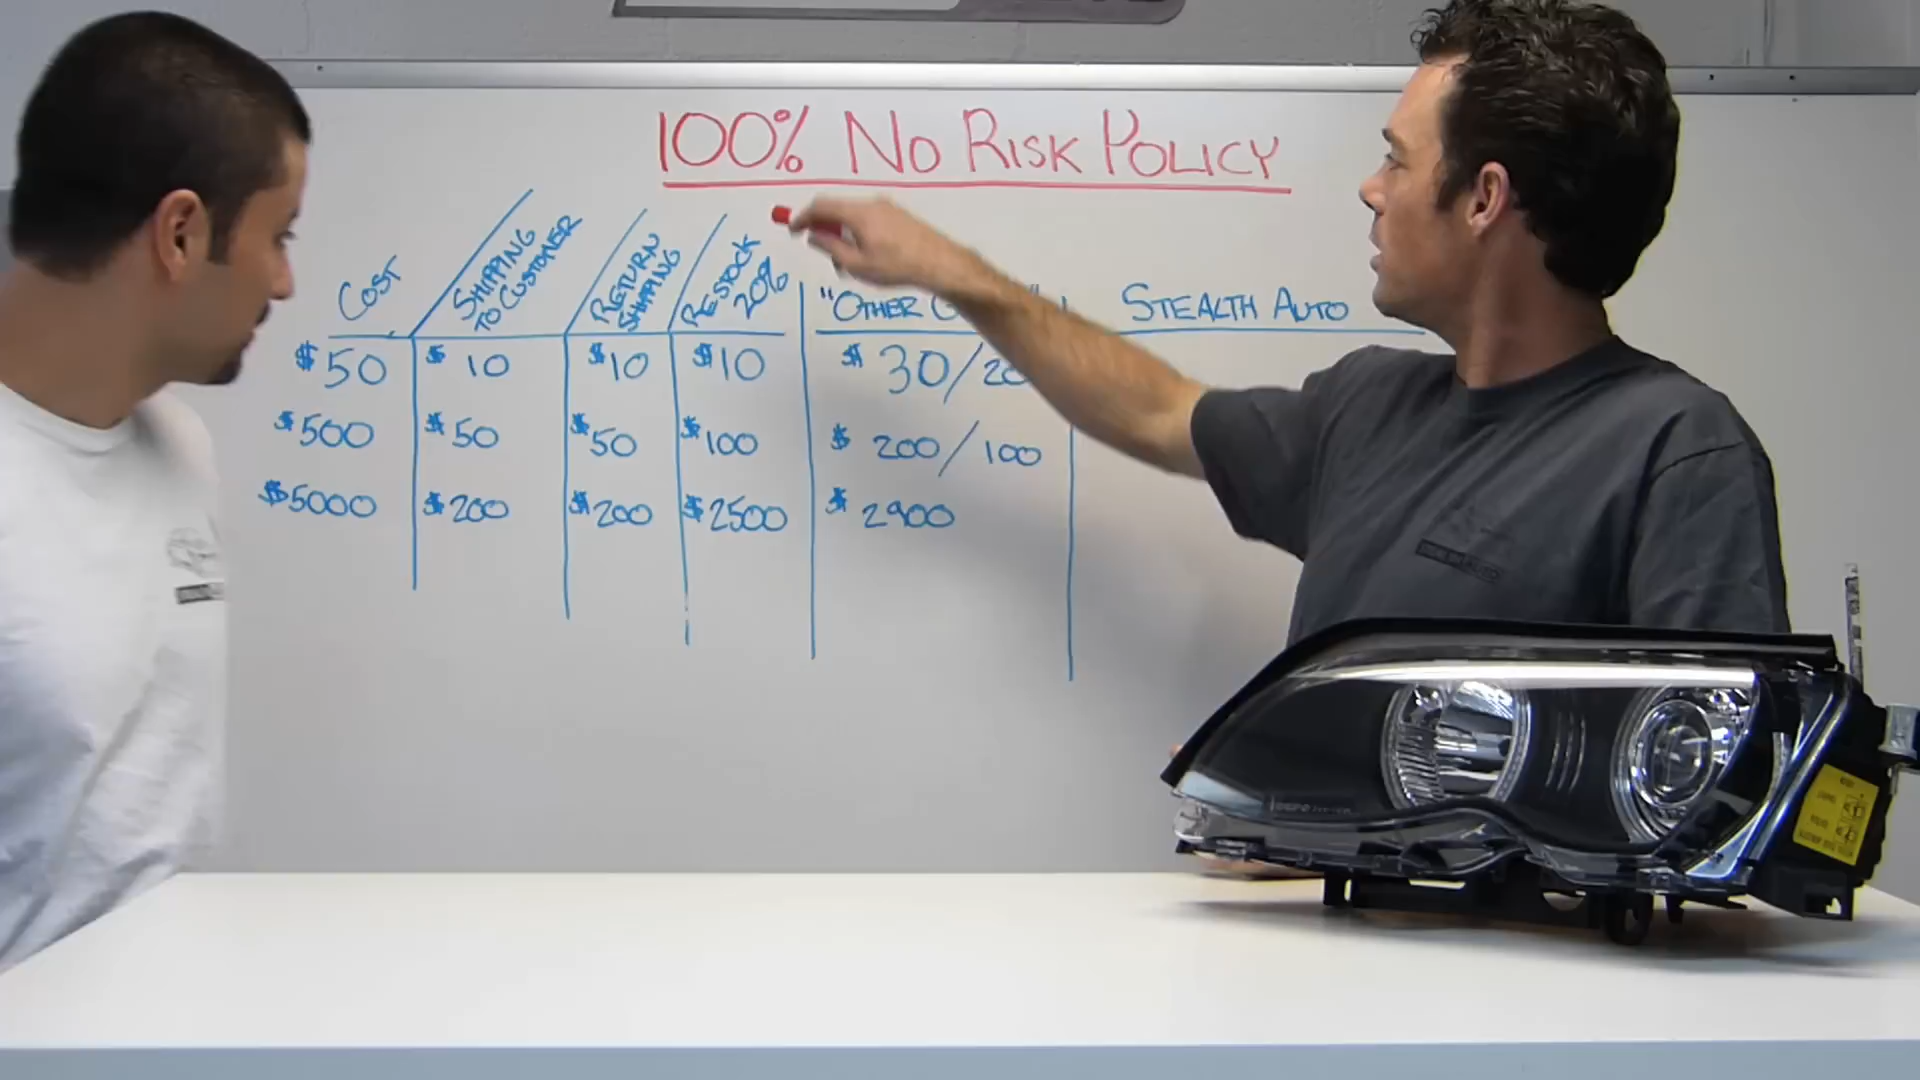 100% NO RISK POLICY
COST
SHIPPING
TO CUSTOMER
RETURN
SHIPPING
RESTOCK
20%
"OTHER
STEALTH AUTO
$50 $10 $10 $10 $30/20
$500 $50 $50 $100 $200/100
$5000 $200 $200 $2500 $2900